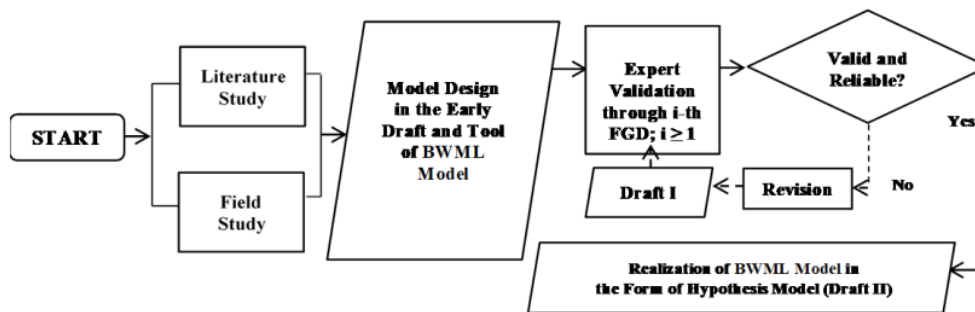 START
Literature
Study
Field
Study
Model Design
in the Early
Draft and Tool
of BWML
Model
Expert
Validation
through i-th
FGD; i ≥ 1
Valid and
Reliable?
Yes
No
Revision
Draft I
Realization of BWML Model in
the Form of Hypothesis Model (Draft II)